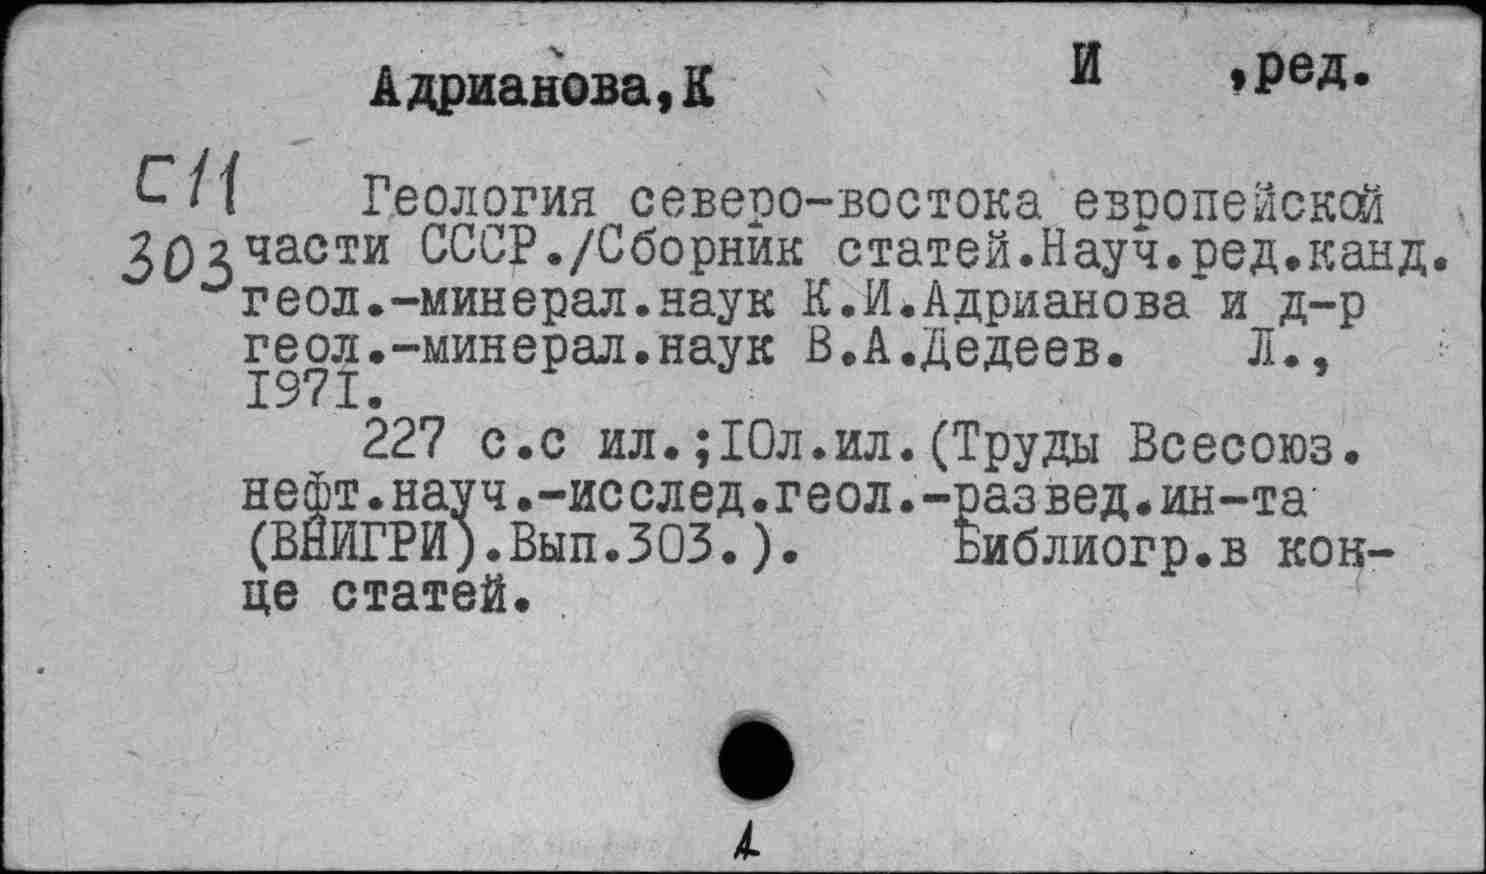 Адрианова,К И ,ред.
С11
303
Геология северо-востока европейской
части СССР./Сборник статей.Науч.ред.канд.
геол.-минерал.наук К.И.Адрианова и д-р
геол.-минерал.наук В.А.Дедеев. Л.,
1971.
227 с.с ил.;10л.ил.(Труды Всесоюз.
нефт.науч.-исслед.геол.-развед.ин-та
(ВНИГРИ).Вып.303.). Библиогр.в кон-
це статей.